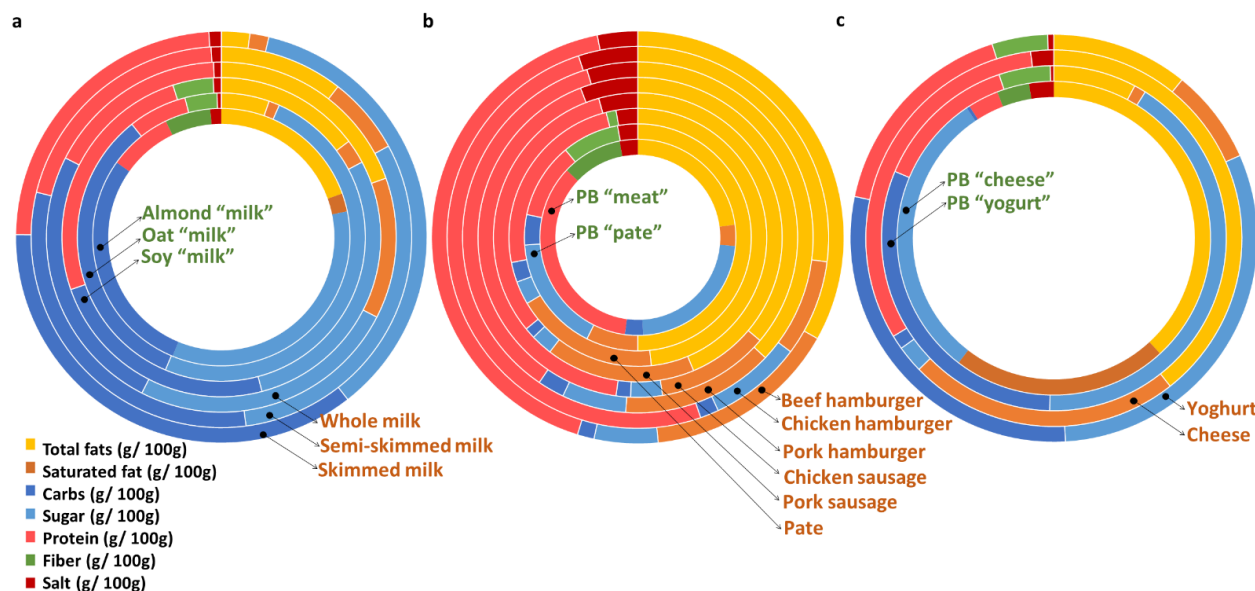 a
b
c
Almond “milk”
Oat “milk”
Soy “milk”
PB “meat”
PB “pate”
PB “cheese”
PB “yogurt”
Whole milk
Semi-skimmed milk
Skimmed milk
Beef hamburger
Chicken hamburger
Pork hamburger
Chicken sausage
Pork sausage
Pate
Yoghurt
Cheese
Total fats (g/ 100g)
Saturated fat (g/ 100g)
Carbs (g/ 100g)
Sugar (g/ 100g)
Protein (g/ 100g)
Fiber (g/ 100g)
Salt (g/ 100g)